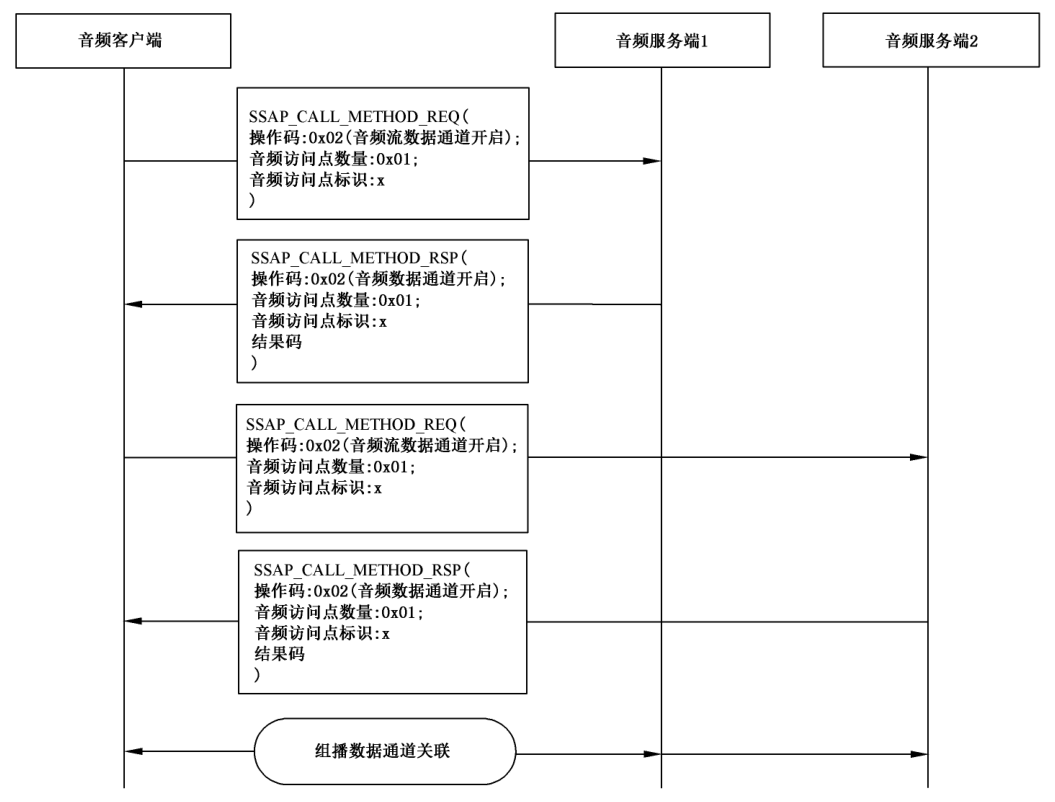 音频客户端
音频服务端1
音频服务端2
SSAP_CALL_METHOD_REQ(
操作码:0x02(音频流数据通道开启);
音频访问点数量:0x01;
音频访问点标识:x
)
SSAP_CALL_METHOD_RSP(
操作码:0x02(音频数据通道开启);
音频访问点数量:0x01;
音频访问点标识:x
结果码
)
SSAP_CALL_METHOD_REQ(
操作码:0x02(音频流数据通道开启);
音频访问点数量:0x01;
音频访问点标识:x
)
SSAP_CALL_METHOD_RSP(
操作码:0x02(音频数据通道开启);
音频访问点数量:0x01;
音频访问点标识:x
结果码
)
组播数据通道关联